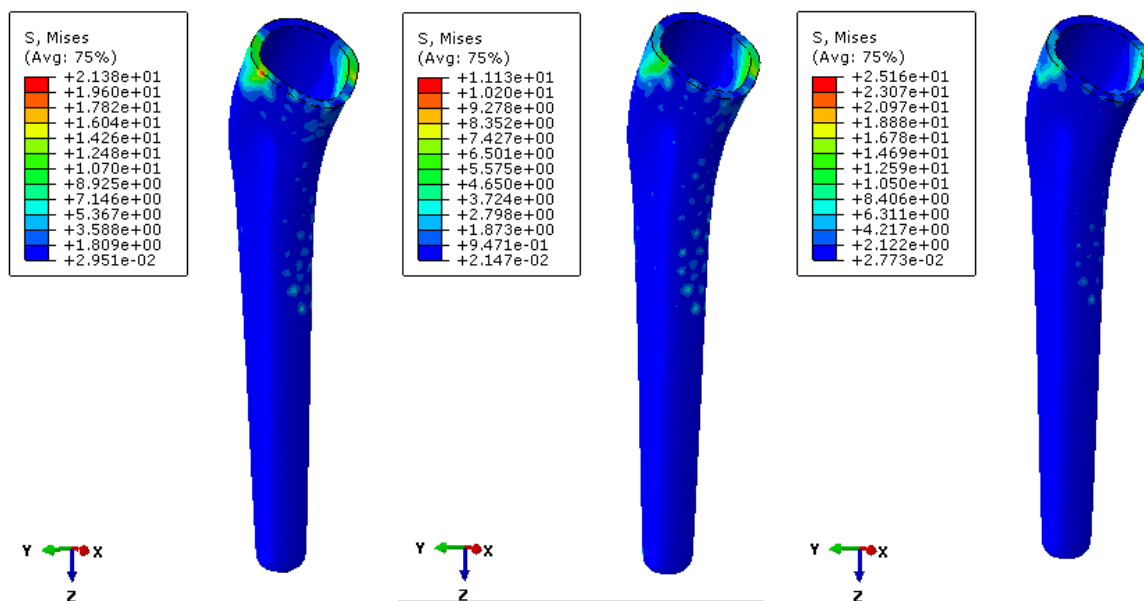 S, Mises
(Avg: 75%)
+2.138e+01
+1.960e+01
+1.782e+01
+1.604e+01
+1.426e+01
+1.248e+01
+1.070e+01
+8.925e+00
+7.146e+00
+5.367e+00
+3.588e+00
+1.809e+00
+2.951e-02
Y
X
Z
S, Mises
(Avg: 75%)
+1.113e+01
+1.020e+01
+9.278e+00
+8.352e+00
+7.427e+00
+6.501e+00
+5.575e+00
+4.650e+00
+3.724e+00
+2.798e+00
+1.873e+00
+9.471e-01
+2.147e-02
Y
X
Z
S, Mises
(Avg: 75%)
+2.516e+01
+2.307e+01
+2.097e+01
+1.888e+01
+1.678e+01
+1.469e+01
+1.259e+01
+1.050e+01
+8.406e+00
+6.311e+00
+4.217e+00
+2.122e+00
+2.773e-02
Y
X
Z